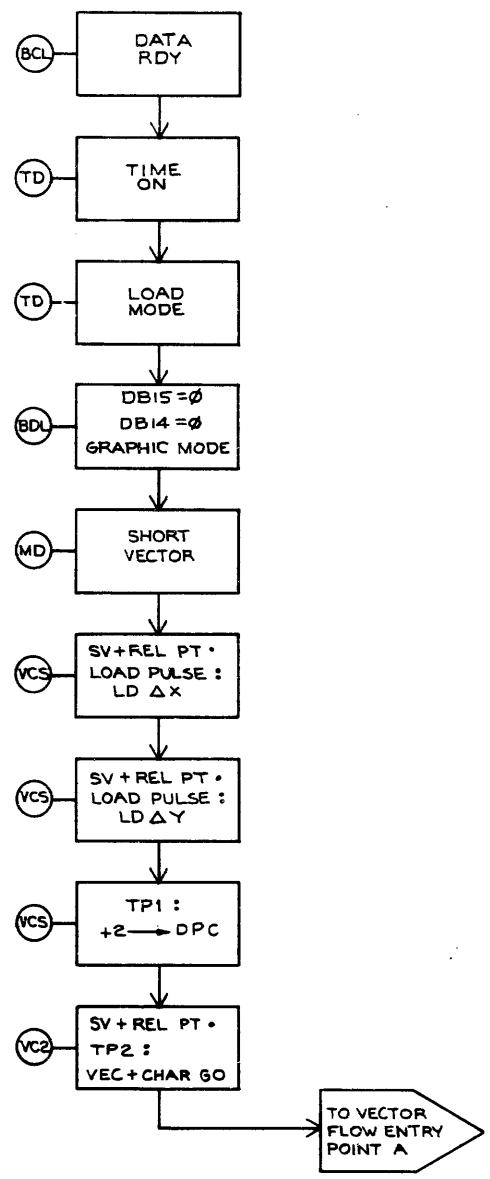 BCL
DATA
RDY
TD
TIME
ON
TD
LOAD
MODE
BDL
DB15=Ø
DB14=Ø
GRAPHIC MODE
MD
SHORT
VECTOR
VCS
SV+REL PT •
LOAD PULSE :
LD ΔX
VCS
SV+REL PT •
LOAD PULSE :
LD ΔY
VCS
TP1 :
+2→DPC
VC2
SV+REL PT •
TP2 :
VEC+CHAR GO
TO VECTOR
FLOW ENTRY
POINT A